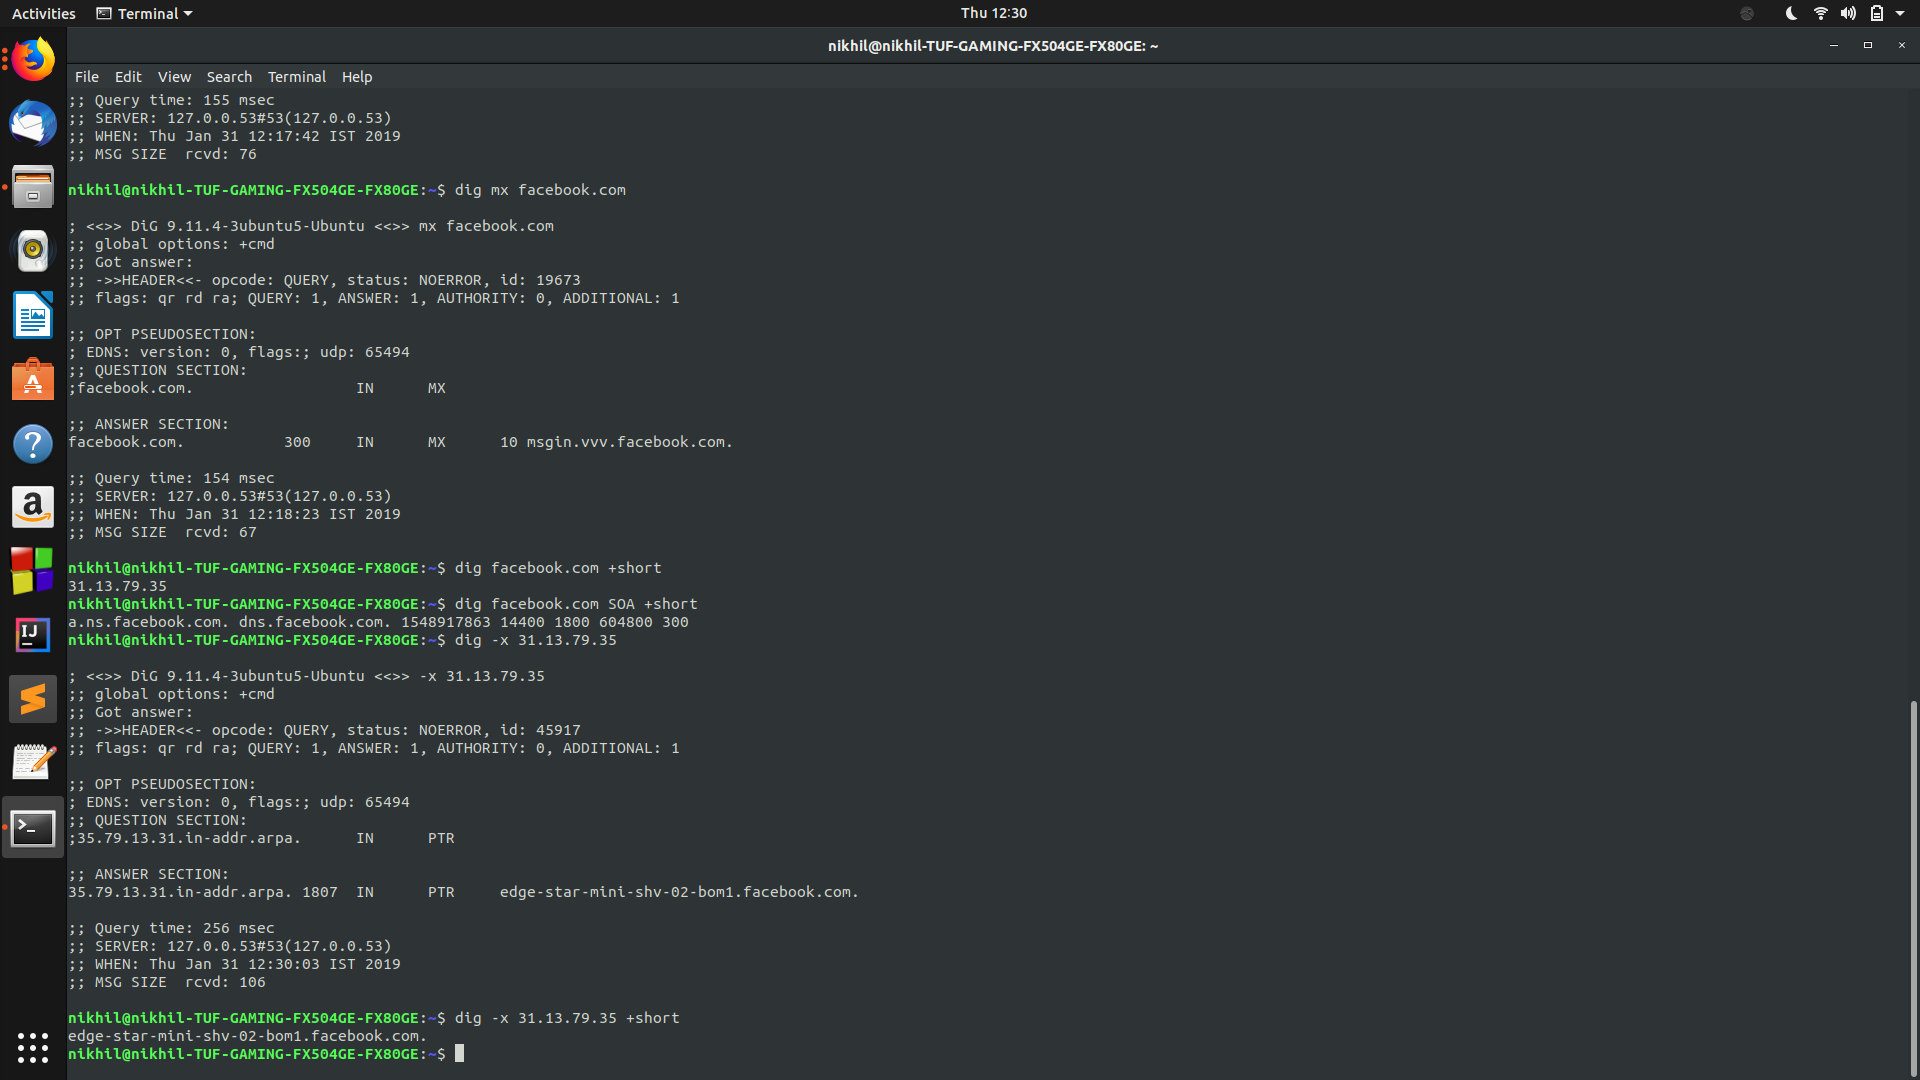 Activities Terminal Thu 12:30
nikhil@nikhil-TUF-GAMING-FX504GE-FX80GE: ~
File Edit View Search Terminal Help
;; Query time: 155 msec
;; SERVER: 127.0.0.53#53(127.0.0.53)
;; WHEN: Thu Jan 31 12:17:42 IST 2019
;; MSG SIZE  rcvd: 76
nikhil@nikhil-TUF-GAMING-FX504GE-FX80GE:~$ dig mx facebook.com
; <<>> DiG 9.11.4-3ubuntu5-Ubuntu <<>> mx facebook.com
;; global options: +cmd
;; Got answer:
;; ->>HEADER<<- opcode: QUERY, status: NOERROR, id: 19673
;; flags: qr rd ra; QUERY: 1, ANSWER: 1, AUTHORITY: 0, ADDITIONAL: 1
;; OPT PSEUDOSECTION:
; EDNS: version: 0, flags:; udp: 65494
;; QUESTION SECTION:
;facebook.com.			IN	MX
;; ANSWER SECTION:
facebook.com.		300	IN	MX	10 msgin.vvv.facebook.com.
;; Query time: 154 msec
;; SERVER: 127.0.0.53#53(127.0.0.53)
;; WHEN: Thu Jan 31 12:18:23 IST 2019
;; MSG SIZE  rcvd: 67
nikhil@nikhil-TUF-GAMING-FX504GE-FX80GE:~$ dig facebook.com +short
31.13.79.35
nikhil@nikhil-TUF-GAMING-FX504GE-FX80GE:~$ dig facebook.com SOA +short
a.ns.facebook.com. dns.facebook.com. 1548917863 14400 1800 604800 300
nikhil@nikhil-TUF-GAMING-FX504GE-FX80GE:~$ dig -x 31.13.79.35
; <<>> DiG 9.11.4-3ubuntu5-Ubuntu <<>> -x 31.13.79.35
;; global options: +cmd
;; Got answer:
;; ->>HEADER<<- opcode: QUERY, status: NOERROR, id: 45917
;; flags: qr rd ra; QUERY: 1, ANSWER: 1, AUTHORITY: 0, ADDITIONAL: 1
;; OPT PSEUDOSECTION:
; EDNS: version: 0, flags:; udp: 65494
;; QUESTION SECTION:
;35.79.13.31.in-addr.arpa.	IN	PTR
;; ANSWER SECTION:
35.79.13.31.in-addr.arpa. 1807	IN	PTR	edge-star-mini-shv-02-bom1.facebook.com.
;; Query time: 256 msec
;; SERVER: 127.0.0.53#53(127.0.0.53)
;; WHEN: Thu Jan 31 12:30:03 IST 2019
;; MSG SIZE  rcvd: 106
nikhil@nikhil-TUF-GAMING-FX504GE-FX80GE:~$ dig -x 31.13.79.35 +short
edge-star-mini-shv-02-bom1.facebook.com.
nikhil@nikhil-TUF-GAMING-FX504GE-FX80GE:~$